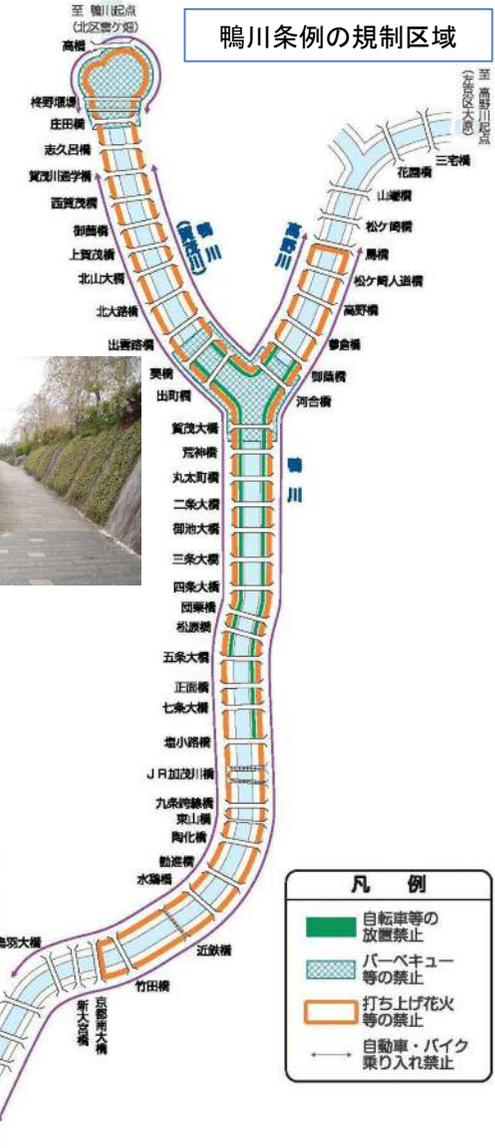 鴨川条例の規制区域
至 鴨川起点
(北区雲ケ畑)
高橋
柊野堰堤
庄田橋
志久呂橋
賀茂川通学橋
西賀茂橋
御薗橋
上賀茂橋
北山大橋
北大路橋
出雲路橋
葵橋
出町橋
賀茂大橋
荒神橋
丸太町橋
二条大橋
御池大橋
三条大橋
四条大橋
団栗橋
松原橋
五条大橋
正面橋
七条大橋
塩小路橋
JR加茂川橋
九条跨線橋
東山橋
陶化橋
勧進橋
水鶏橋
近鉄橋
竹田橋
京都南大橋
新大宮橋
鳥羽大橋
至 高野川起点
(左京区大原)
三宅橋
花園橋
山端橋
松ケ崎橋
馬橋
松ケ崎人道橋
高野橋
蓼倉橋
御蔭橋
河合橋
鴨川
(賀茂川)
高野川
鴨川
凡 例
自転車等の
放置禁止
バーベキュー
等の禁止
打ち上げ花火
等の禁止
自動車・バイク
乗り入れ禁止